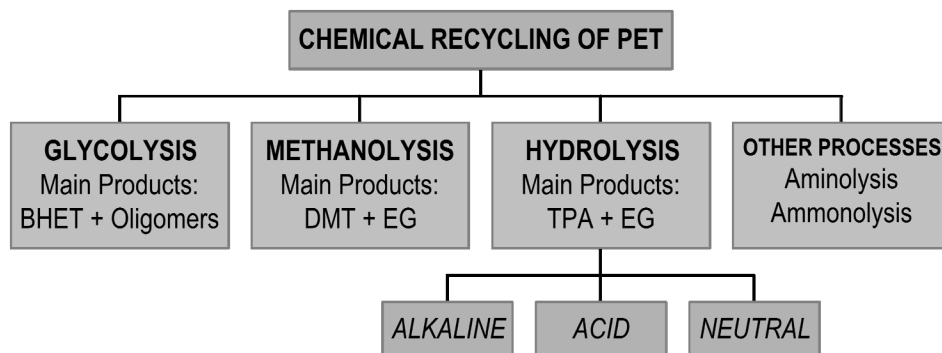 CHEMICAL RECYCLING OF PET
GLYCOLYSIS
Main Products:
BHET + Oligomers
METHANOLYSIS
Main Products:
DMT + EG
HYDROLYSIS
Main Products:
TPA + EG
OTHER PROCESSES
Aminolysis
Ammonolysis
ALKALINE
ACID
NEUTRAL